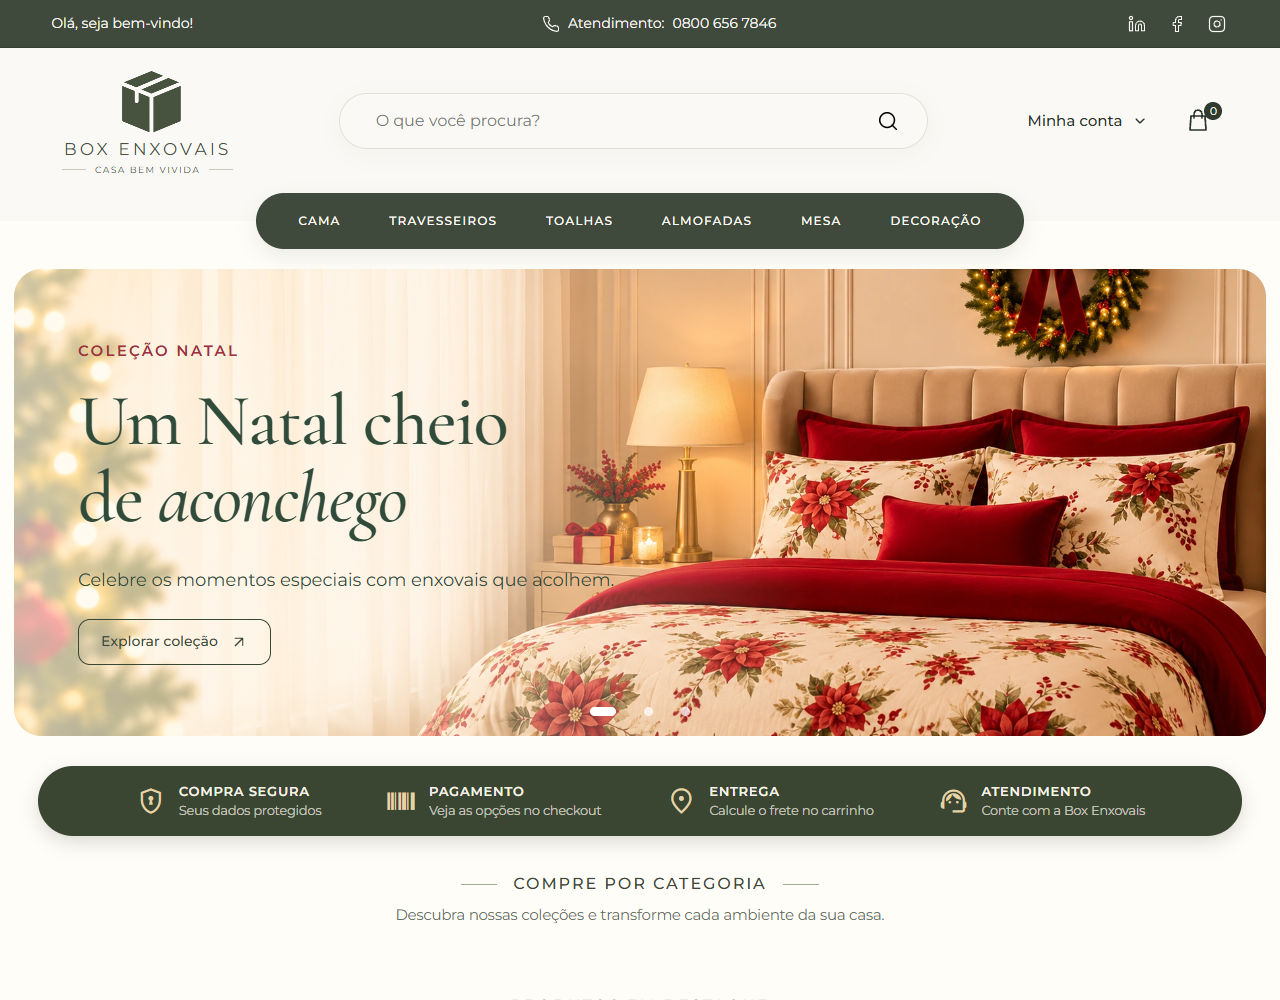 Olá, seja bem-vindo!
Atendimento: 0800 656 7846
BOX ENXOVAIS
CASA BEM VIVIDA
O que você procura?
Minha conta
0
CAMA
TRAVESSEIROS
TOALHAS
ALMOFADAS
MESA
DECORAÇÃO
COLEÇÃO NATAL
Um Natal cheio
de aconchego
Celebre os momentos especiais com enxovais que acolhem.
Explorar coleção
COMPRA SEGURA
Seus dados protegidos
PAGAMENTO
Veja as opções no checkout
ENTREGA
Calcule o frete no carrinho
ATENDIMENTO
Conte com a Box Enxovais
COMPRE POR CATEGORIA
Descubra nossas coleções e transforme cada ambiente da sua casa.